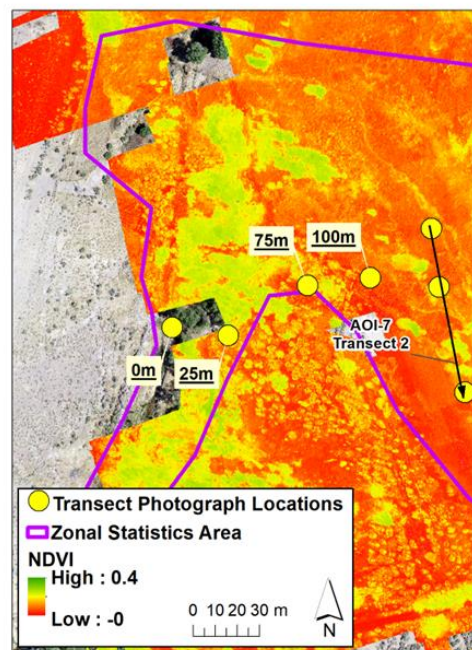 75m
100m
AOI-7
Transect 2
0m
25m
Transect Photograph Locations
Zonal Statistics Area
NDVI
High : 0.4
Low : -0
0 10 20 30 m
N